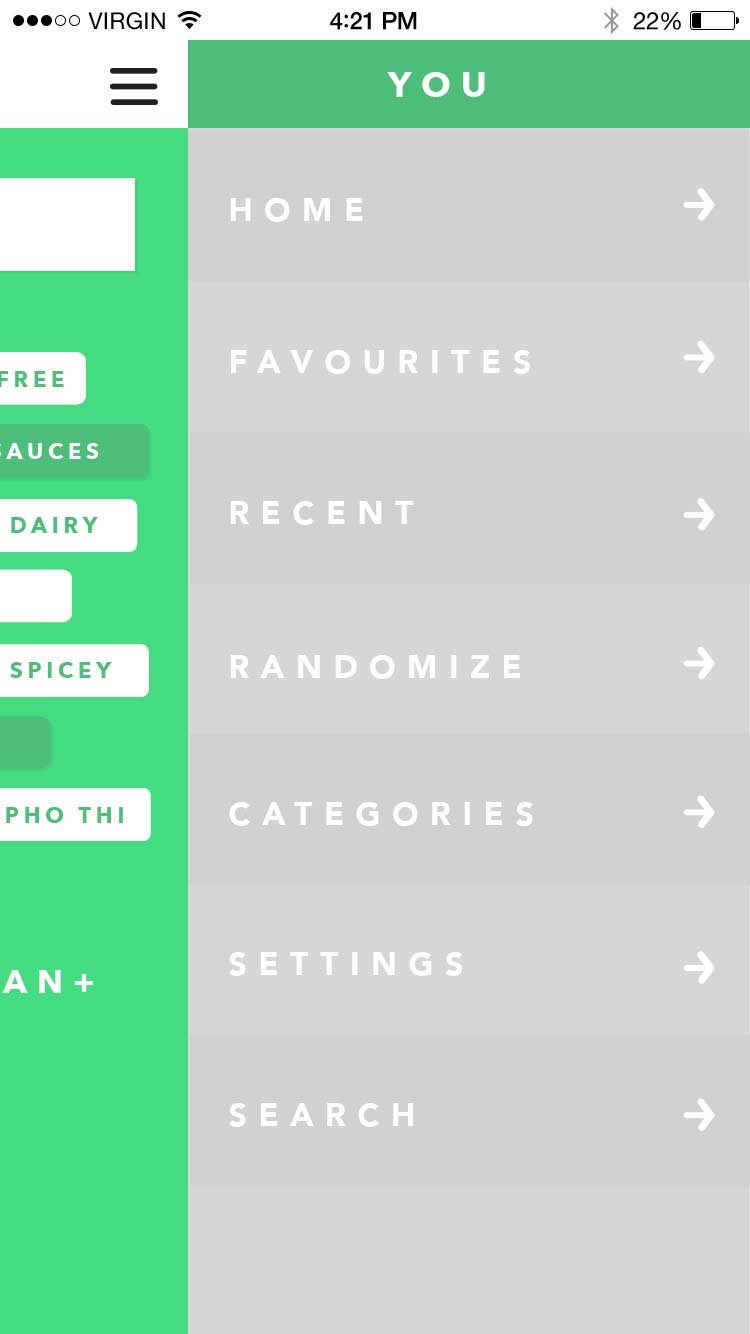 VIRGIN 4:21 PM 22%
YOU
HOME
FAVOURITES
RECENT
RANDOMIZE
CATEGORIES
SETTINGS
SEARCH
FREE
SAUCES
DAIRY
SPICEY
PHO THI
AN+